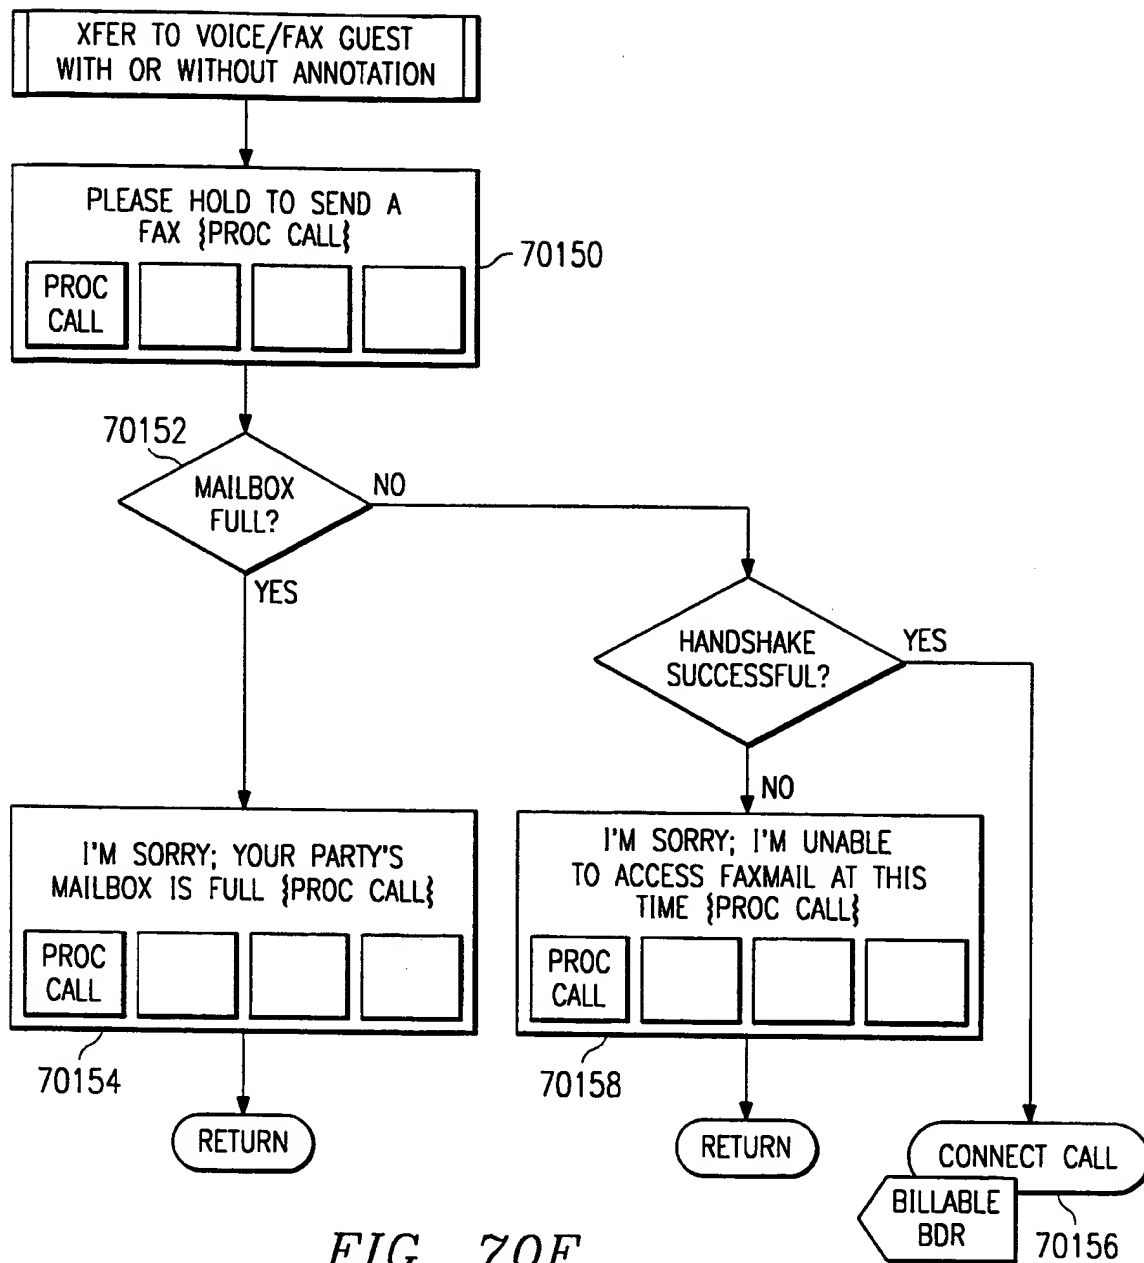 XFER TO VOICE/FAX GUEST
WITH OR WITHOUT ANNOTATION
PLEASE HOLD TO SEND A
FAX {PROC CALL}
PROC
CALL
70150
70152
MAILBOX
FULL?
NO
YES
HANDSHAKE
SUCCESSFUL?
YES
NO
I'M SORRY; YOUR PARTY'S
MAILBOX IS FULL {PROC CALL}
PROC
CALL
70154
RETURN
I'M SORRY; I'M UNABLE
TO ACCESS FAXMAIL AT THIS
TIME {PROC CALL}
PROC
CALL
70158
RETURN
CONNECT CALL
BILLABLE
BDR
70156
FIG. 70F